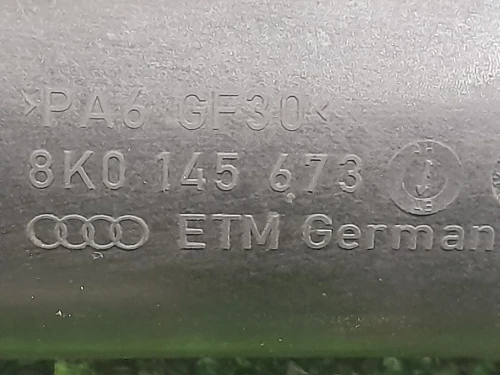 >PA6 GF30<
8K0 145 673
ETM German